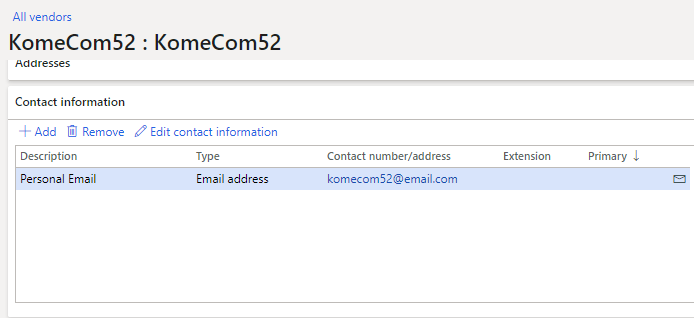 All vendors
KomeCom52 : KomeCom52
Addresses
Contact information
Add Remove Edit contact information
Description Type Contact number/address Extension Primary
Personal Email Email address komecom52@email.com